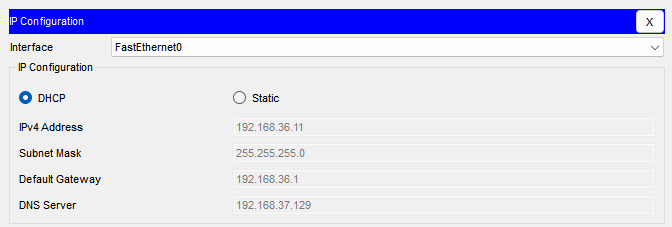 IP Configuration X
Interface FastEthernet0
IP Configuration
DHCP Static
IPv4 Address 192.168.36.11
Subnet Mask 255.255.255.0
Default Gateway 192.168.36.1
DNS Server 192.168.37.129